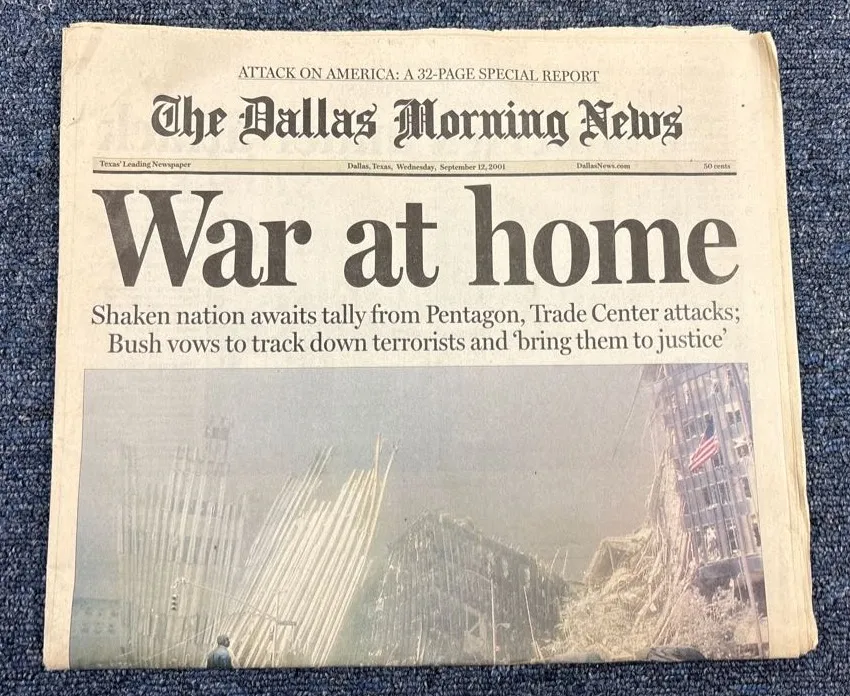 ATTACK ON AMERICA: A 32-PAGE SPECIAL REPORT
The Dallas Morning News
Texas' Leading Newspaper Dallas, Texas, Wednesday, September 12, 2001 DallasNews.com 50 cents
War at home
Shaken nation awaits tally from Pentagon, Trade Center attacks;
Bush vows to track down terrorists and ‘bring them to justice’